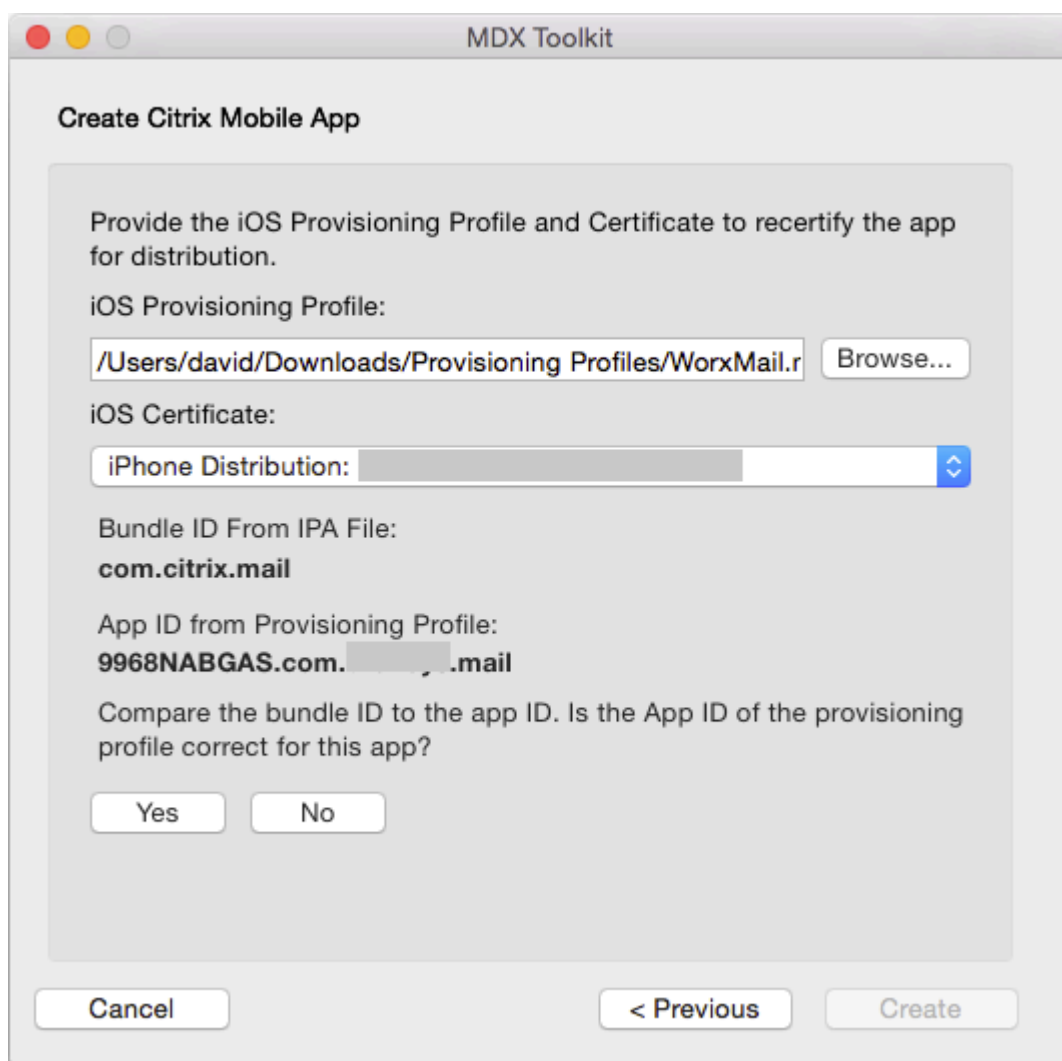 MDX Toolkit
Create Citrix Mobile App
Provide the iOS Provisioning Profile and Certificate to recertify the app
for distribution.
iOS Provisioning Profile:
/Users/david/Downloads/Provisioning Profiles/WorxMail.r
Browse...
iOS Certificate:
iPhone Distribution:
Bundle ID From IPA File:
com.citrix.mail
App ID from Provisioning Profile:
9968NABGAS.com. .mail
Compare the bundle ID to the app ID. Is the App ID of the provisioning
profile correct for this app?
Yes No
Cancel < Previous Create